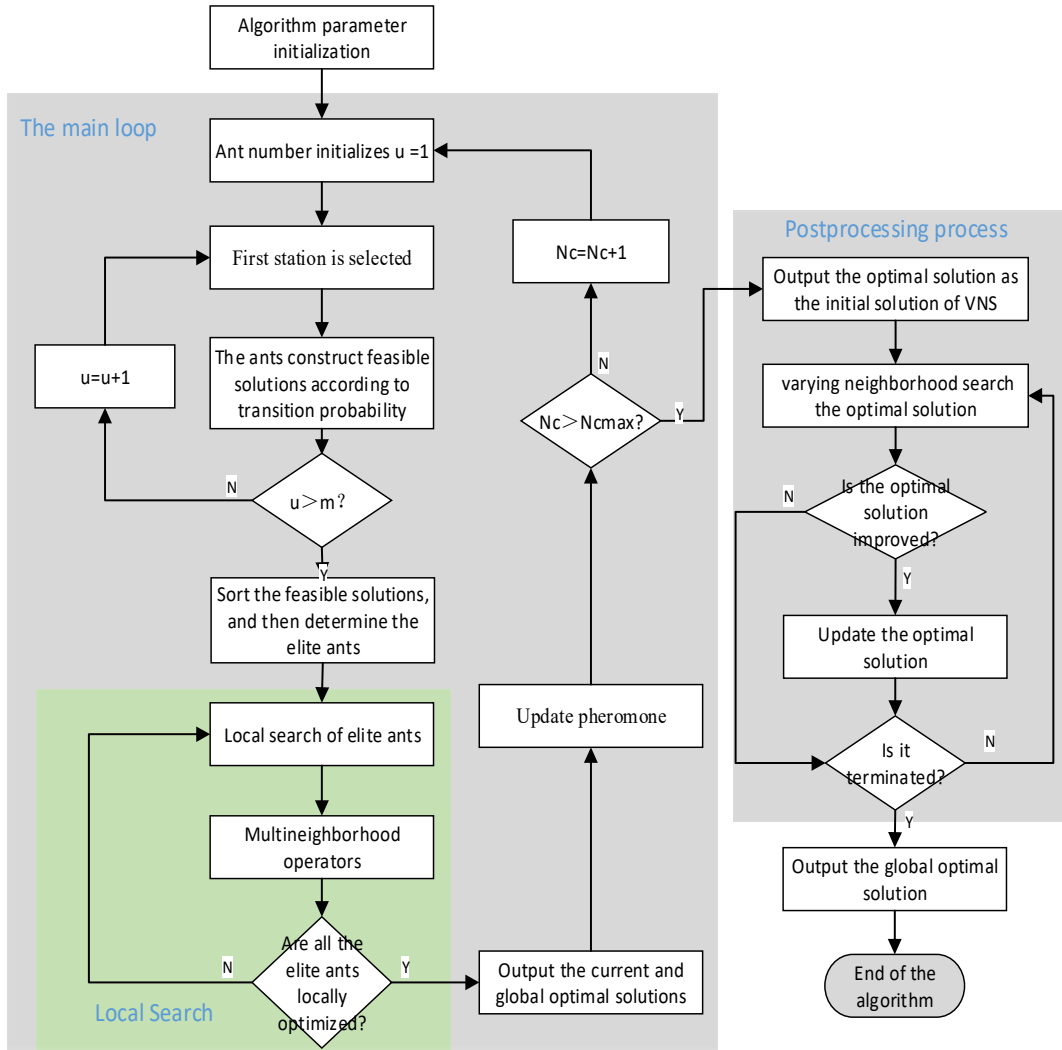 Algorithm parameter
initialization
The main loop
Ant number initializes u =1
First station is selected
Nc=Nc+1
u=u+1
The ants construct feasible
solutions according to
transition probability
N
Nc＞Ncmax?
Y
N
u＞m?
Y
Sort the feasible solutions,
and then determine the
elite ants
Local search of elite ants
Update pheromone
Multineighborhood
operators
Are all the
elite ants
locally
optimized?
N
Y
Output the current and
global optimal solutions
Local Search
Postprocessing process
Output the optimal solution as
the initial solution of VNS
varying neighborhood search
the optimal solution
N
Is the optimal
solution
improved?
Y
Update the optimal
solution
Is it
terminated?
N
Y
Output the global optimal
solution
End of the
algorithm